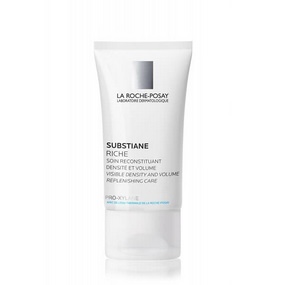 LA ROCHE-POSAY
LABORATOIRE DERMATOLOGIQUE
SUBSTIANE
RICHE
SOIN RECONSTITUANT
DENSITE ET VOLUME
VISIBLE DENSITY AND VOLUME
REPLENISHING CARE
PRO-XYLANE